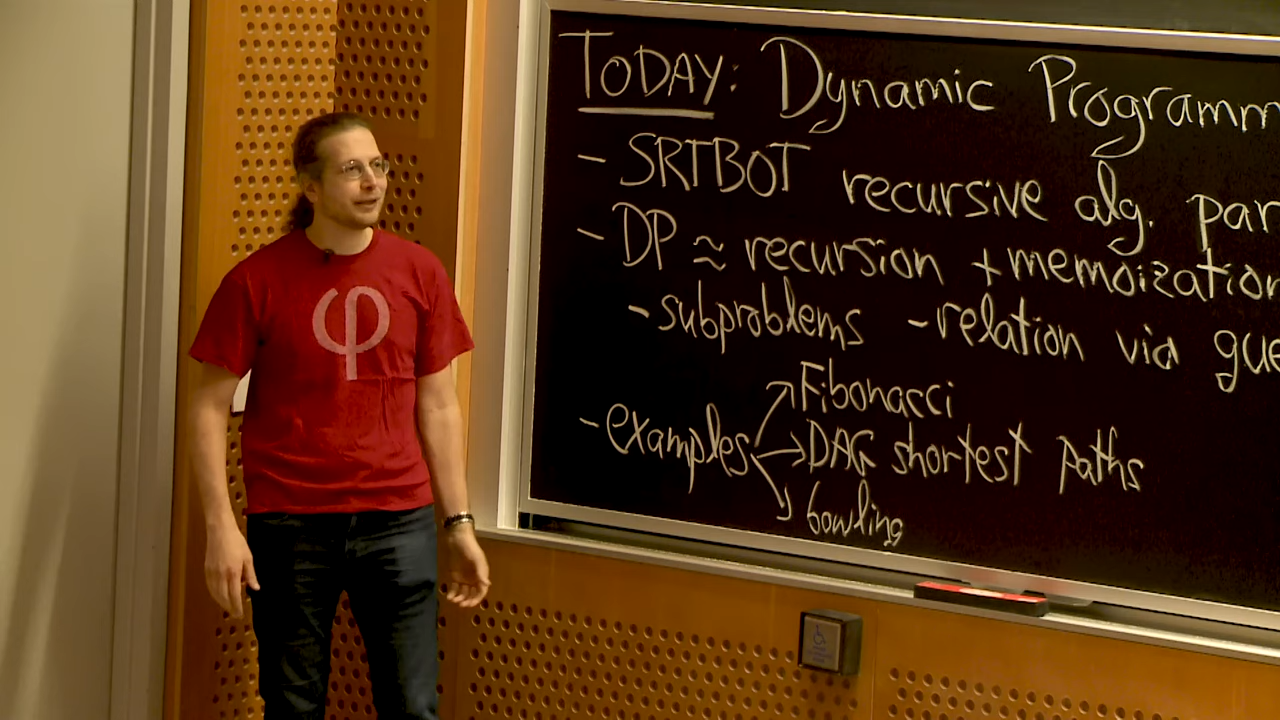 TODAY: Dynamic Programm
- SRTBOT recursive alg. par
- DP ≈ recursion + memoization
- subproblems - relation via gue
- examples → Fibonacci
→ DAG shortest paths
→ bowling
φ